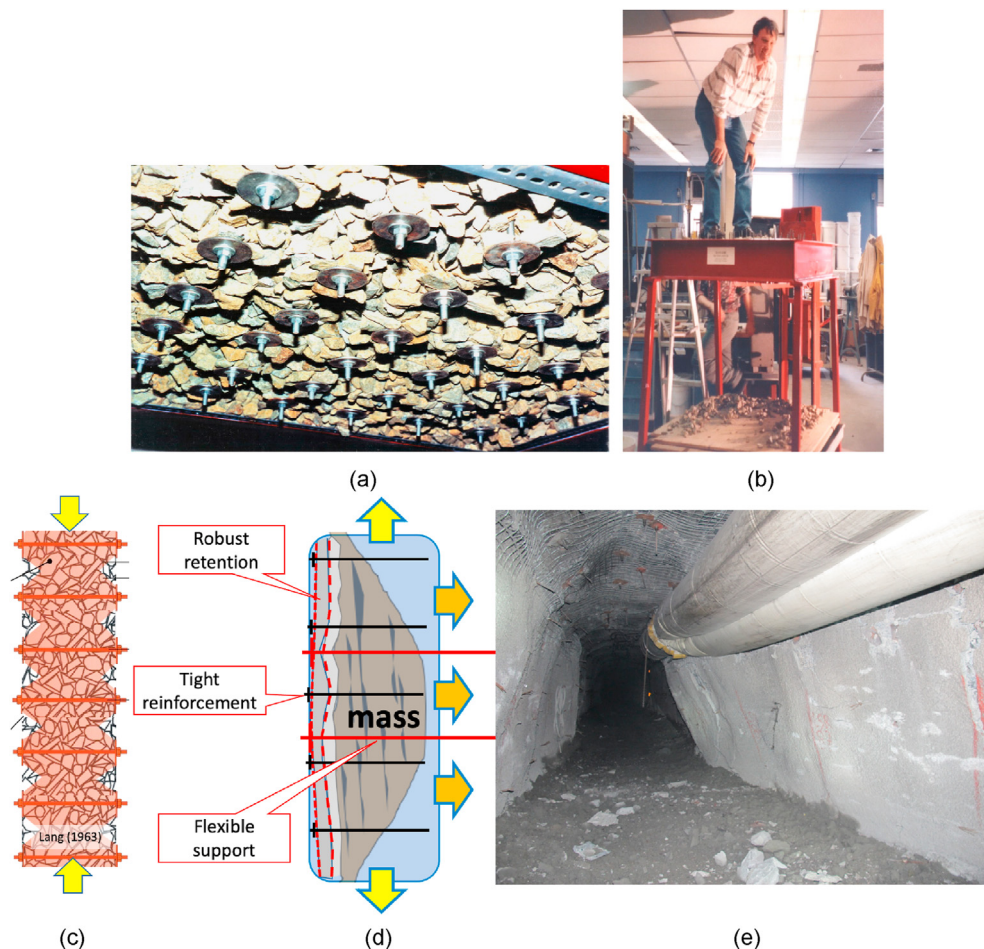 (a)
(b)
Robust
retention
Tight
reinforcement
mass
Flexible
support
Lang (1963)
(c)
(d)
(e)